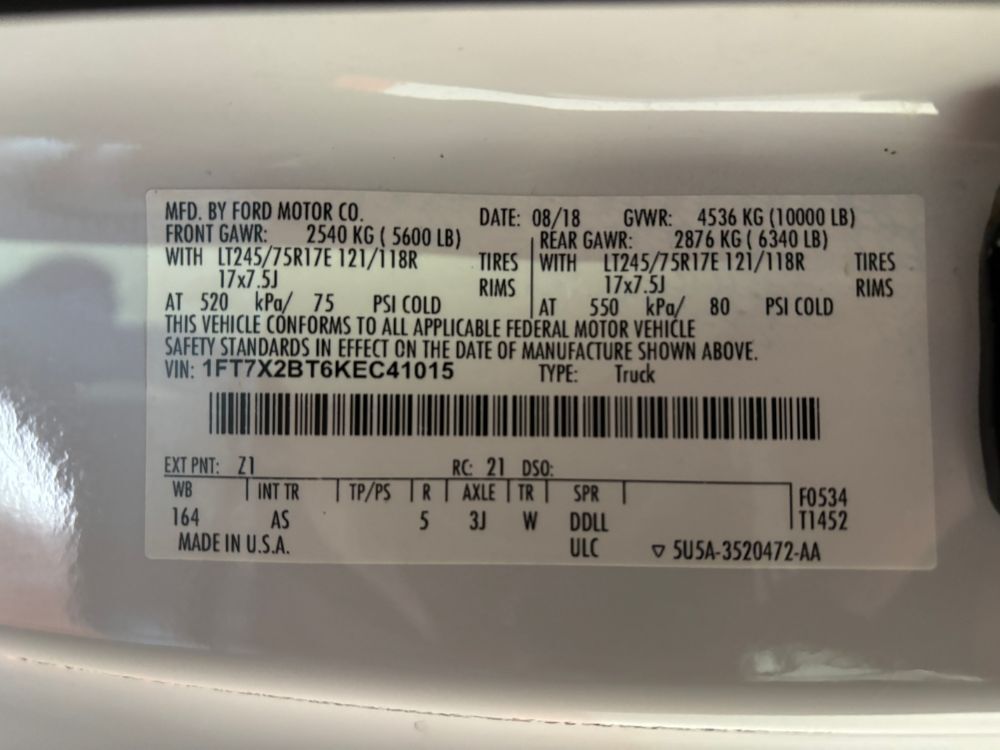 MFD. BY FORD MOTOR CO. DATE: 08/18 GVWR: 4536 KG (10000 LB)
FRONT GAWR: 2540 KG ( 5600 LB) REAR GAWR: 2876 KG ( 6340 LB)
WITH LT245/75R17E 121/118R TIRES WITH LT245/75R17E 121/118R TIRES
17x7.5J RIMS 17x7.5J RIMS
AT 520 kPa/ 75 PSI COLD AT 550 kPa/ 80 PSI COLD
THIS VEHICLE CONFORMS TO ALL APPLICABLE FEDERAL MOTOR VEHICLE
SAFETY STANDARDS IN EFFECT ON THE DATE OF MANUFACTURE SHOWN ABOVE.
VIN: 1FT7X2BT6KEC41015 TYPE: Truck
EXT PNT: Z1 RC: 21 DSO:
WB INT TR TP/PS R AXLE TR SPR F0534
164 AS 5 3J W DDLL T1452
MADE IN U.S.A. ULC ▽ 5U5A-3520472-AA